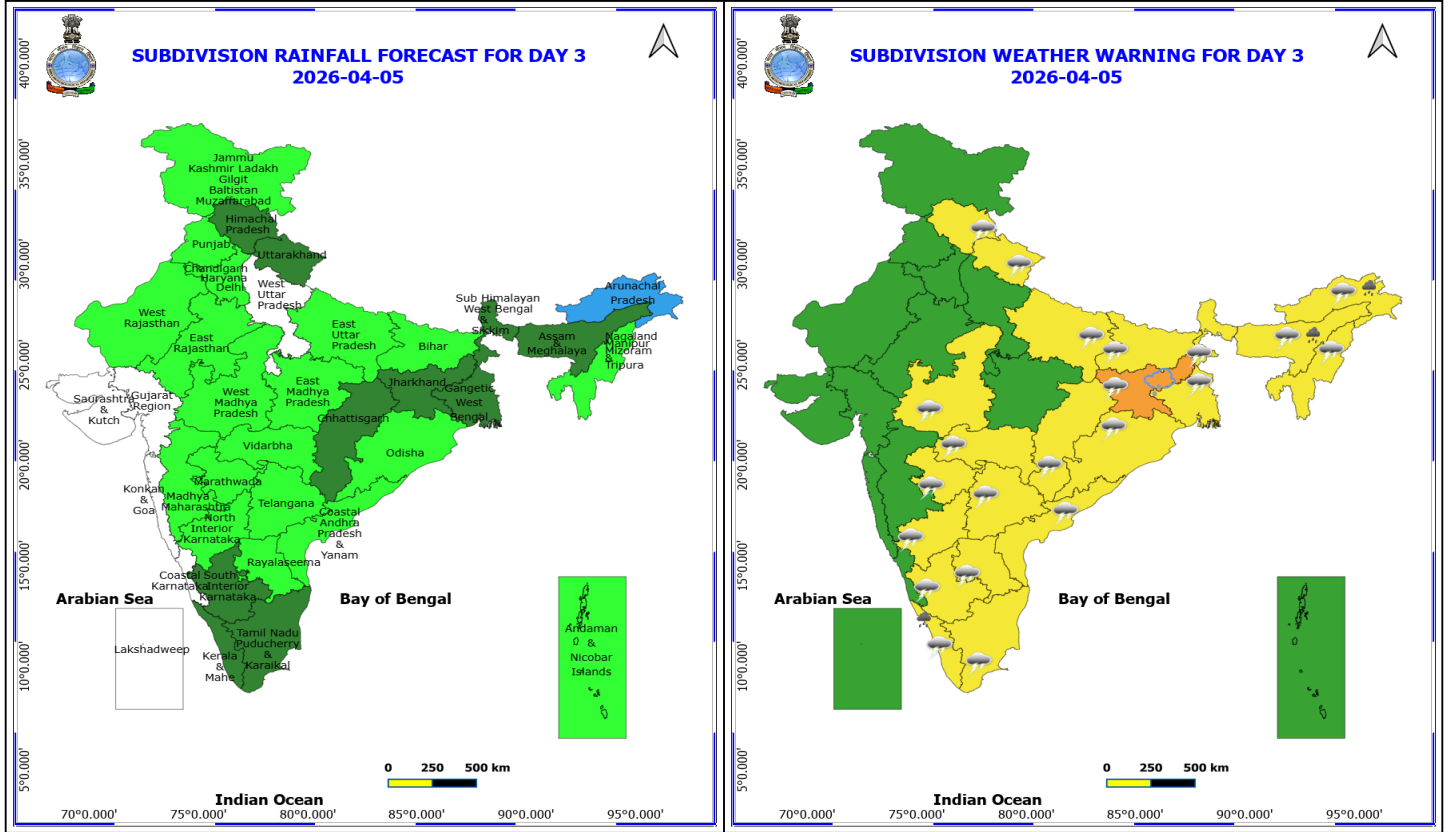 SUBDIVISION RAINFALL FORECAST FOR DAY 3
2026-04-05
40°0.000'
35°0.000'
30°0.000'
25°0.000'
20°0.000'
15°0.000'
10°0.000'
5°0.000'
Jammu
Kashmir Ladakh
Gilgit
Baltistan
Muzaffarabad
Himachal
Pradesh
Punjab
Uttarakhand
Chandigarh
Haryana
Delhi
West
Uttar
Pradesh
West
Rajasthan
East
Rajasthan
East
Uttar
Pradesh
Bihar
Sub Himalayan
West Bengal
&
Sikkim
Arunachal
Pradesh
Assam
&
Meghalaya
Nagaland
Manipur
Mizoram
&
Tripura
Saurashtra
&
Kutch
Gujarat
Region
West
Madhya
Pradesh
East
Madhya
Pradesh
Jharkhand
Gangetic
West
Bengal
Chhattisgarh
Odisha
Vidarbha
Konkan
&
Goa
Madhya
Maharashtra
Marathwada
Telangana
North
Interior
Karnataka
Coastal
Andhra
Pradesh
&
Yanam
Rayalaseema
Coastal
Karnataka
South
Interior
Karnataka
Tamil Nadu
Puducherry
&
Karaikal
Kerala
&
Mahe
Lakshadweep
Andaman
&
Nicobar
Islands
Arabian Sea
Bay of Bengal
0 250 500 km
Indian Ocean
70°0.000' 75°0.000' 80°0.000' 85°0.000' 90°0.000' 95°0.000'
SUBDIVISION WEATHER WARNING FOR DAY 3
2026-04-05
40°0.000'
35°0.000'
30°0.000'
25°0.000'
20°0.000'
15°0.000'
10°0.000'
5°0.000'
Arabian Sea
Bay of Bengal
0 250 500 km
Indian Ocean
70°0.000' 75°0.000' 80°0.000' 85°0.000' 90°0.000' 95°0.000'